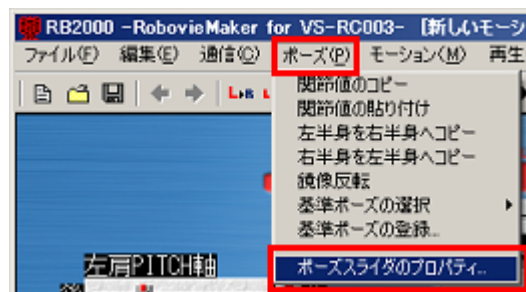 RB2000 -RobovieMaker for VS-RC003- [新しいモーシ
ファイル(F) 編集(E) 通信(C) ポーズ(P) モーション(M) 再生
関節値のコピー
関節値の貼り付け
左半身を右半身へコピー
右半身を左半身へコピー
鏡像反転
基準ポーズの選択
基準ポーズの登録...
ポーズスライダのプロパティ...
左肩PITCH軸